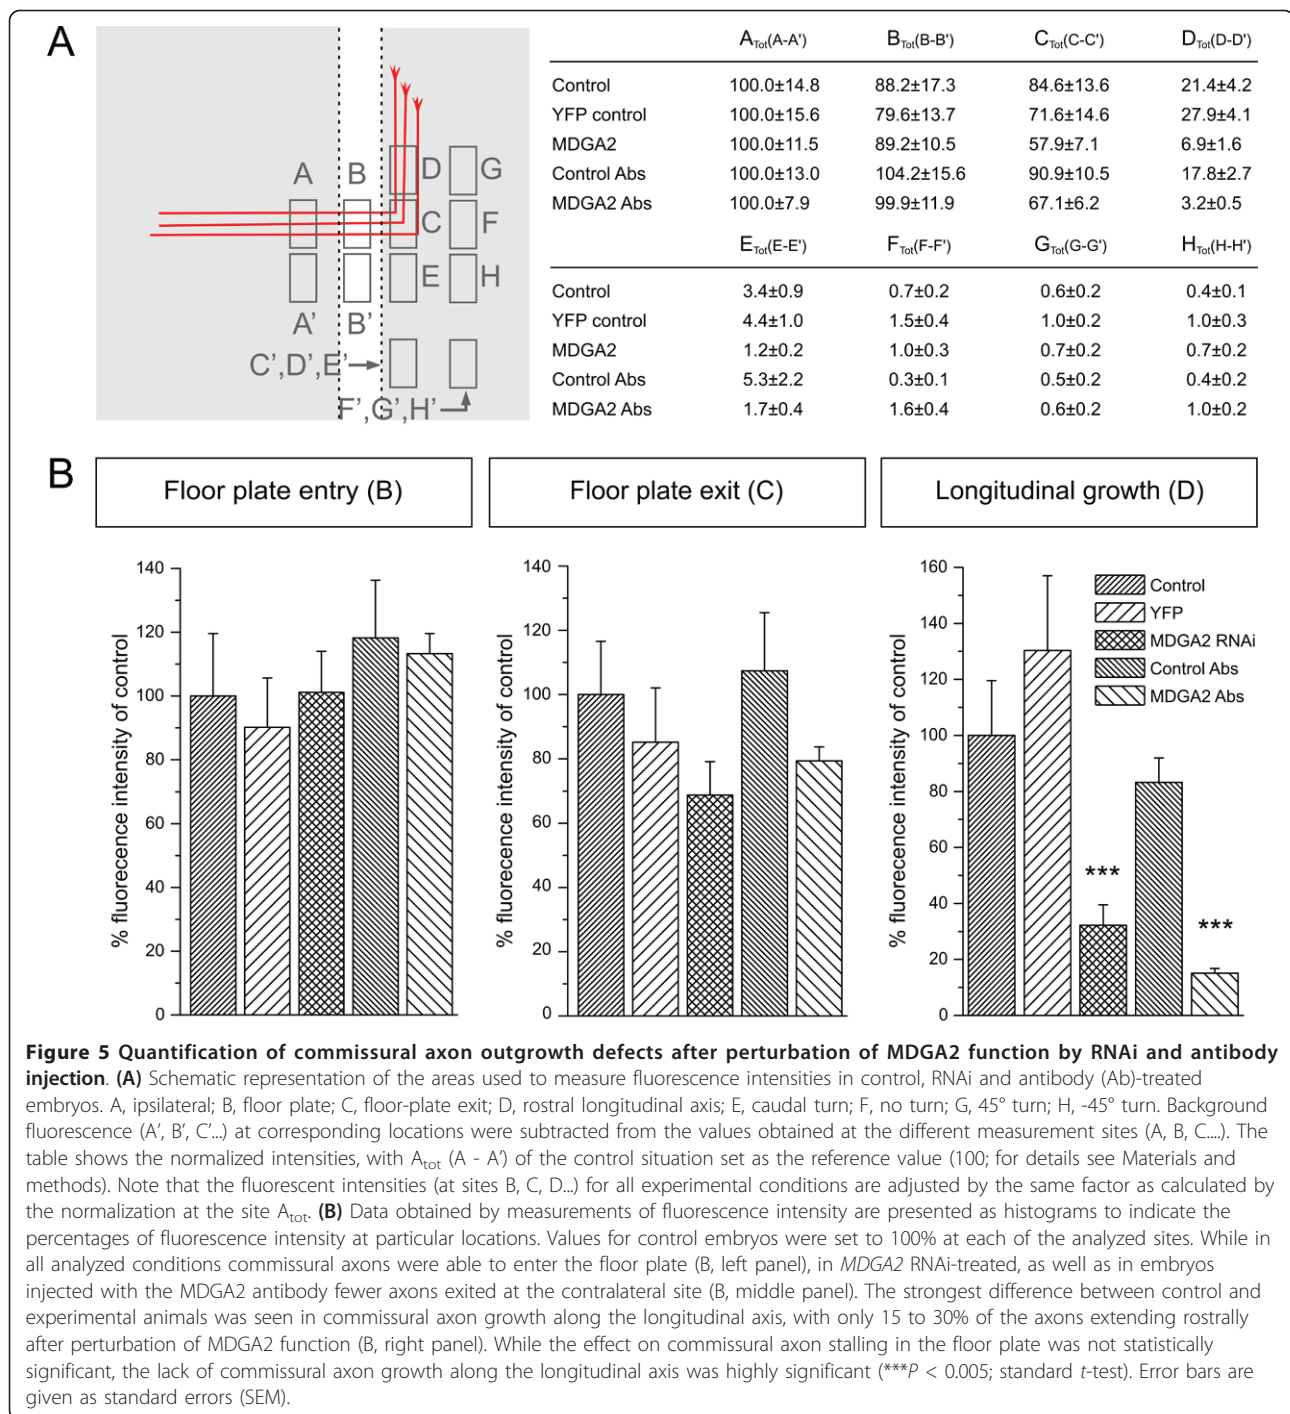 A
A B D G
C F
E H
A' B'
C',D',E'
F',G',H'
A_Tot(A-A') B_Tot(B-B') C_Tot(C-C') D_Tot(D-D')
Control 100.0±14.8 88.2±17.3 84.6±13.6 21.4±4.2
YFP control 100.0±15.6 79.6±13.7 71.6±14.6 27.9±4.1
MDGA2 100.0±11.5 89.2±10.5 57.9±7.1 6.9±1.6
Control Abs 100.0±13.0 104.2±15.6 90.9±10.5 17.8±2.7
MDGA2 Abs 100.0±7.9 99.9±11.9 67.1±6.2 3.2±0.5
E_Tot(E-E') F_Tot(F-F') G_Tot(G-G') H_Tot(H-H')
Control 3.4±0.9 0.7±0.2 0.6±0.2 0.4±0.1
YFP control 4.4±1.0 1.5±0.4 1.0±0.2 1.0±0.3
MDGA2 1.2±0.2 1.0±0.3 0.7±0.2 0.7±0.2
Control Abs 5.3±2.2 0.3±0.1 0.5±0.2 0.4±0.2
MDGA2 Abs 1.7±0.4 1.6±0.4 0.6±0.2 1.0±0.2
B
Floor plate entry (B)
% fluorecence intensity of control
140
120
100
80
60
40
20
0
Floor plate exit (C)
% fluorecence intensity of control
140
120
100
80
60
40
20
0
Longitudinal growth (D)
% fluorecence intensity of control
160
140
120
100
80
60
40
20
0
Control
YFP
MDGA2 RNAi
Control Abs
MDGA2 Abs
***
***
Figure 5 Quantification of commissural axon outgrowth defects after perturbation of MDGA2 function by RNAi and antibody
injection. (A) Schematic representation of the areas used to measure fluorescence intensities in control, RNAi and antibody (Ab)-treated
embryos. A, ipsilateral; B, floor plate; C, floor-plate exit; D, rostral longitudinal axis; E, caudal turn; F, no turn; G, 45° turn; H, -45° turn. Background
fluorescence (A', B', C'...) at corresponding locations were subtracted from the values obtained at the different measurement sites (A, B, C....). The
table shows the normalized intensities, with A_tot (A - A') of the control situation set as the reference value (100; for details see Materials and
methods). Note that the fluorescent intensities (at sites B, C, D...) for all experimental conditions are adjusted by the same factor as calculated by
the normalization at the site A_tot. (B) Data obtained by measurements of fluorescence intensity are presented as histograms to indicate the
percentages of fluorescence intensity at particular locations. Values for control embryos were set to 100% at each of the analyzed sites. While in
all analyzed conditions commissural axons were able to enter the floor plate (B, left panel), in MDGA2 RNAi-treated, as well as in embryos
injected with the MDGA2 antibody fewer axons exited at the contralateral site (B, middle panel). The strongest difference between control and
experimental animals was seen in commissural axon growth along the longitudinal axis, with only 15 to 30% of the axons extending rostrally
after perturbation of MDGA2 function (B, right panel). While the effect on commissural axon stalling in the floor plate was not statistically
significant, the lack of commissural axon growth along the longitudinal axis was highly significant (***P < 0.005; standard t-test). Error bars are
given as standard errors (SEM).